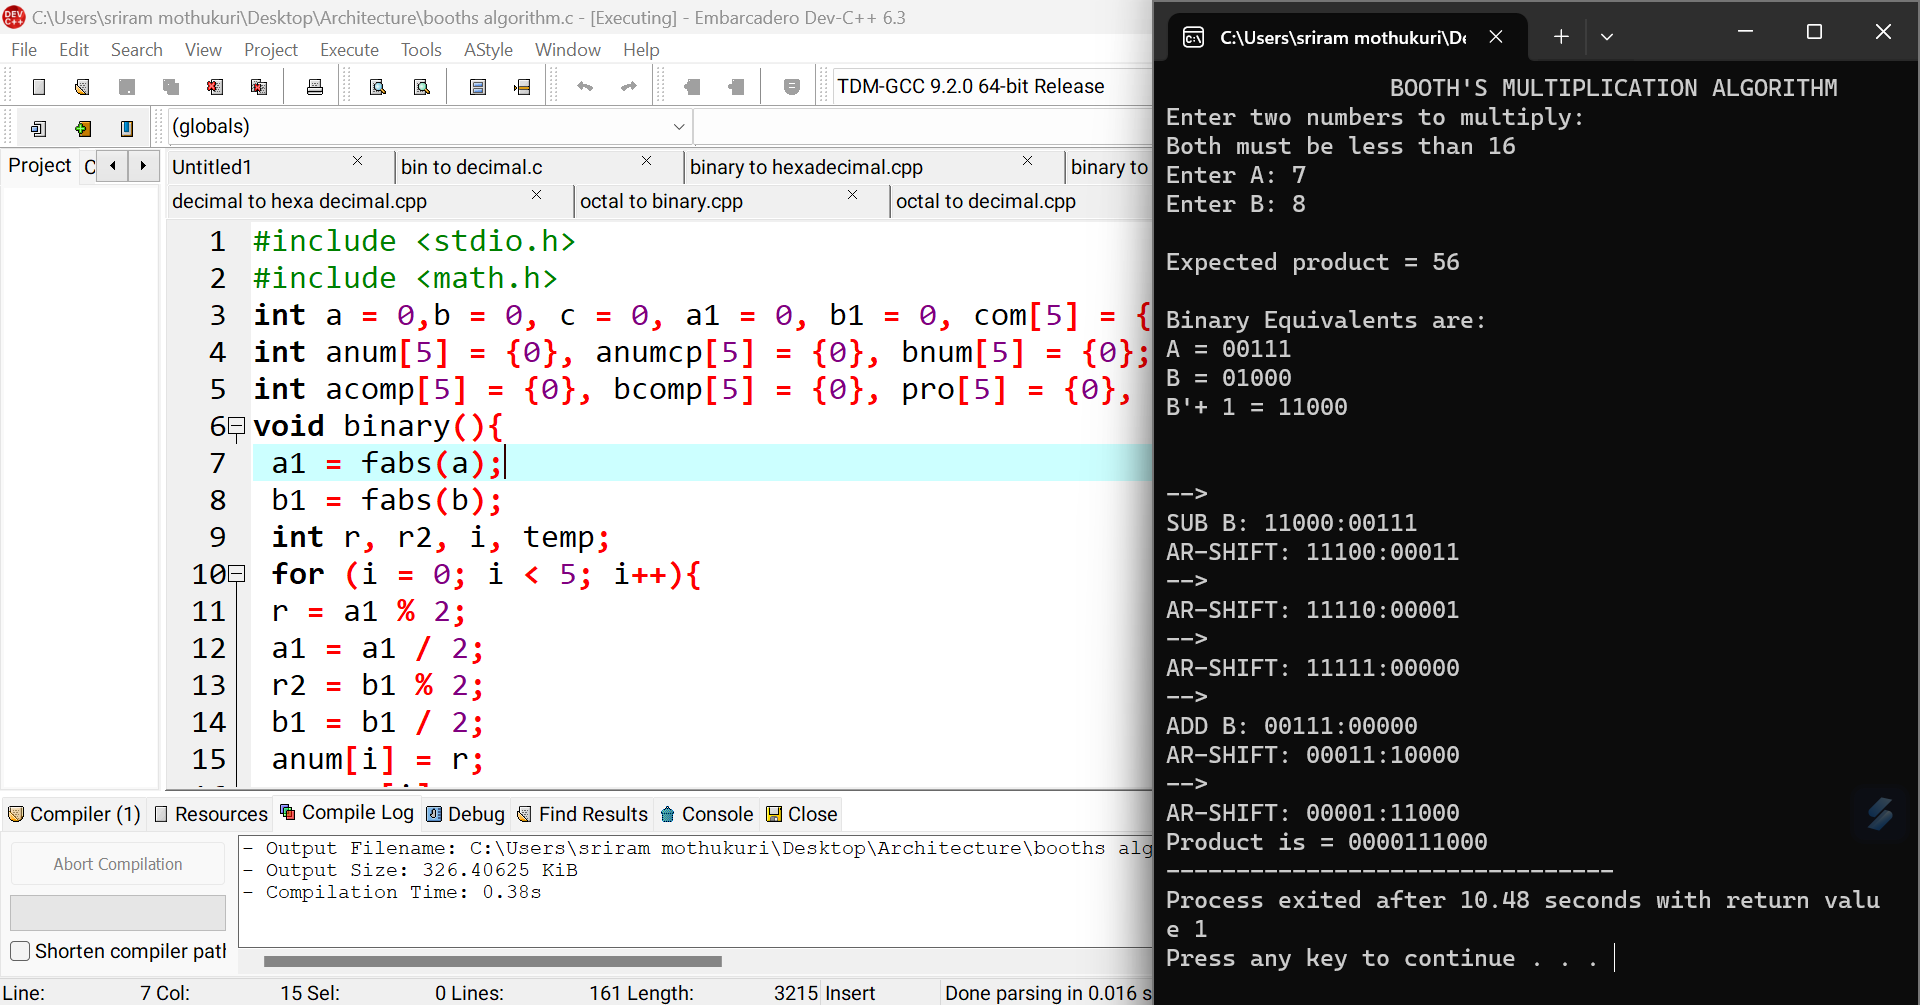 C:\Users\sriram mothukuri\Desktop\Architecture\booths algorithm.c - [Executing] - Embarcadero Dev-C++ 6.3
File Edit Search View Project Execute Tools AStyle Window Help
TDM-GCC 9.2.0 64-bit Release
(globals)
Project C
Untitled1 bin to decimal.c binary to hexadecimal.cpp binary to
decimal to hexa decimal.cpp octal to binary.cpp octal to decimal.cpp
1 #include <stdio.h>
2 #include <math.h>
3 int a = 0,b = 0, c = 0, a1 = 0, b1 = 0, com[5] = {
4 int anum[5] = {0}, anumcp[5] = {0}, bnum[5] = {0};
5 int acomp[5] = {0}, bcomp[5] = {0}, pro[5] = {0},
6 void binary(){
7 a1 = fabs(a);
8 b1 = fabs(b);
9 int r, r2, i, temp;
10 for (i = 0; i < 5; i++){
11 r = a1 % 2;
12 a1 = a1 / 2;
13 r2 = b1 % 2;
14 b1 = b1 / 2;
15 anum[i] = r;
Compiler (1) Resources Compile Log Debug Find Results Console Close
Abort Compilation
Shorten compiler path
- Output Filename: C:\Users\sriram mothukuri\Desktop\Architecture\booths alg
- Output Size: 326.40625 KiB
- Compilation Time: 0.38s
Line: 7 Col: 15 Sel: 0 Lines: 161 Length: 3215 Insert Done parsing in 0.016 s
C:\Users\sriram mothukuri\De
BOOTH'S MULTIPLICATION ALGORITHM
Enter two numbers to multiply:
Both must be less than 16
Enter A: 7
Enter B: 8
Expected product = 56
Binary Equivalents are:
A = 00111
B = 01000
B'+ 1 = 11000
-->
SUB B: 11000:00111
AR-SHIFT: 11100:00011
-->
AR-SHIFT: 11110:00001
-->
AR-SHIFT: 11111:00000
-->
ADD B: 00111:00000
AR-SHIFT: 00011:10000
-->
AR-SHIFT: 00001:11000
Product is = 0000111000
--------------------------------
Process exited after 10.48 seconds with return valu
e 1
Press any key to continue . . .